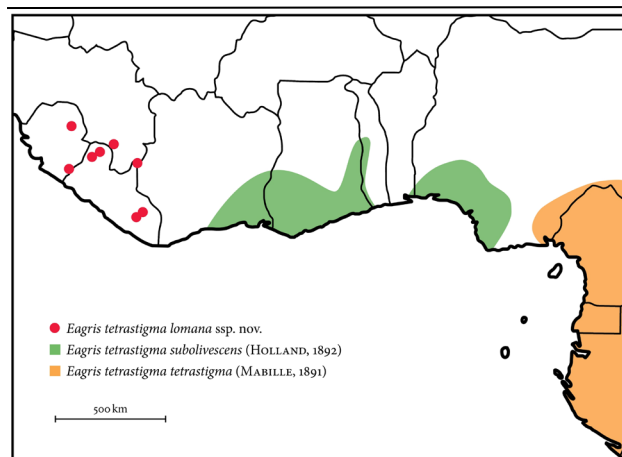 Eagris tetrastigma lomana ssp. nov.
Eagris tetrastigma subolivescens (Holland, 1892)
Eagris tetrastigma tetrastigma (Mabille, 1891)
500 km